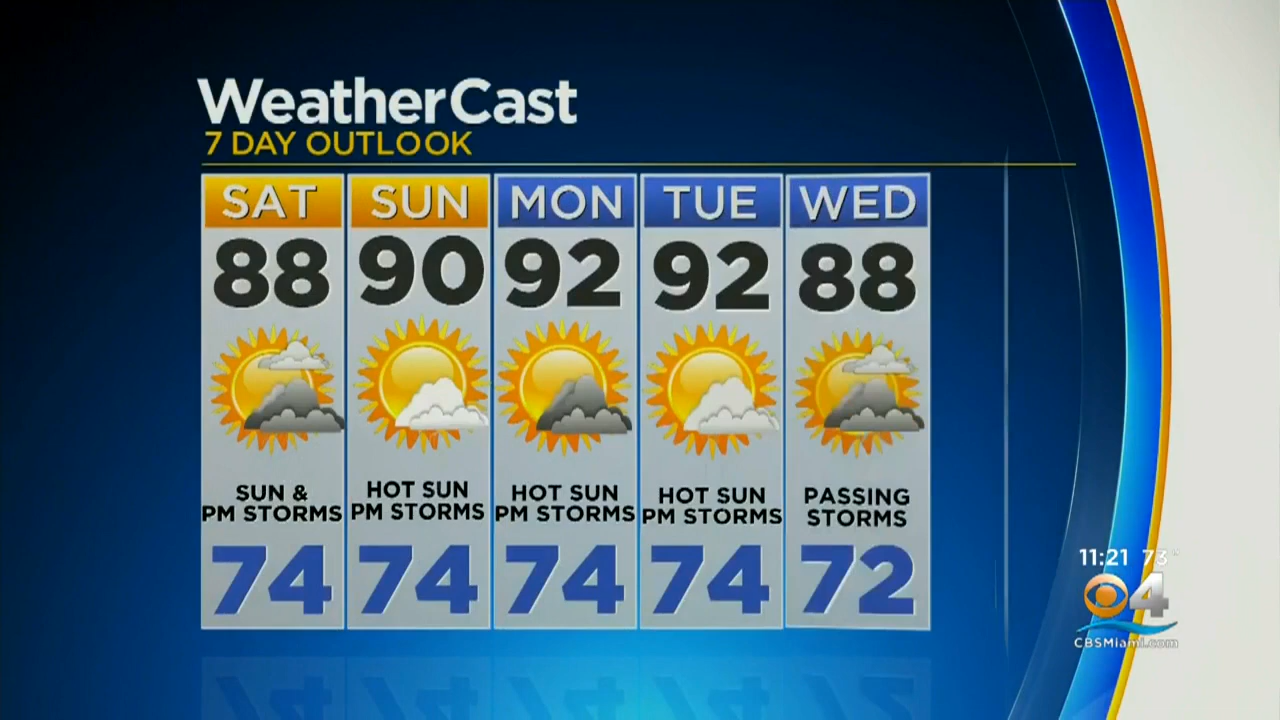 WeatherCast
7 DAY OUTLOOK
SAT SUN MON TUE WED
88 90 92 92 88
SUN &
PM STORMS
HOT SUN
PM STORMS
HOT SUN
PM STORMS
HOT SUN
PM STORMS
PASSING
STORMS
74 74 74 74 72
11:21 73°
4
CBSMiami.com